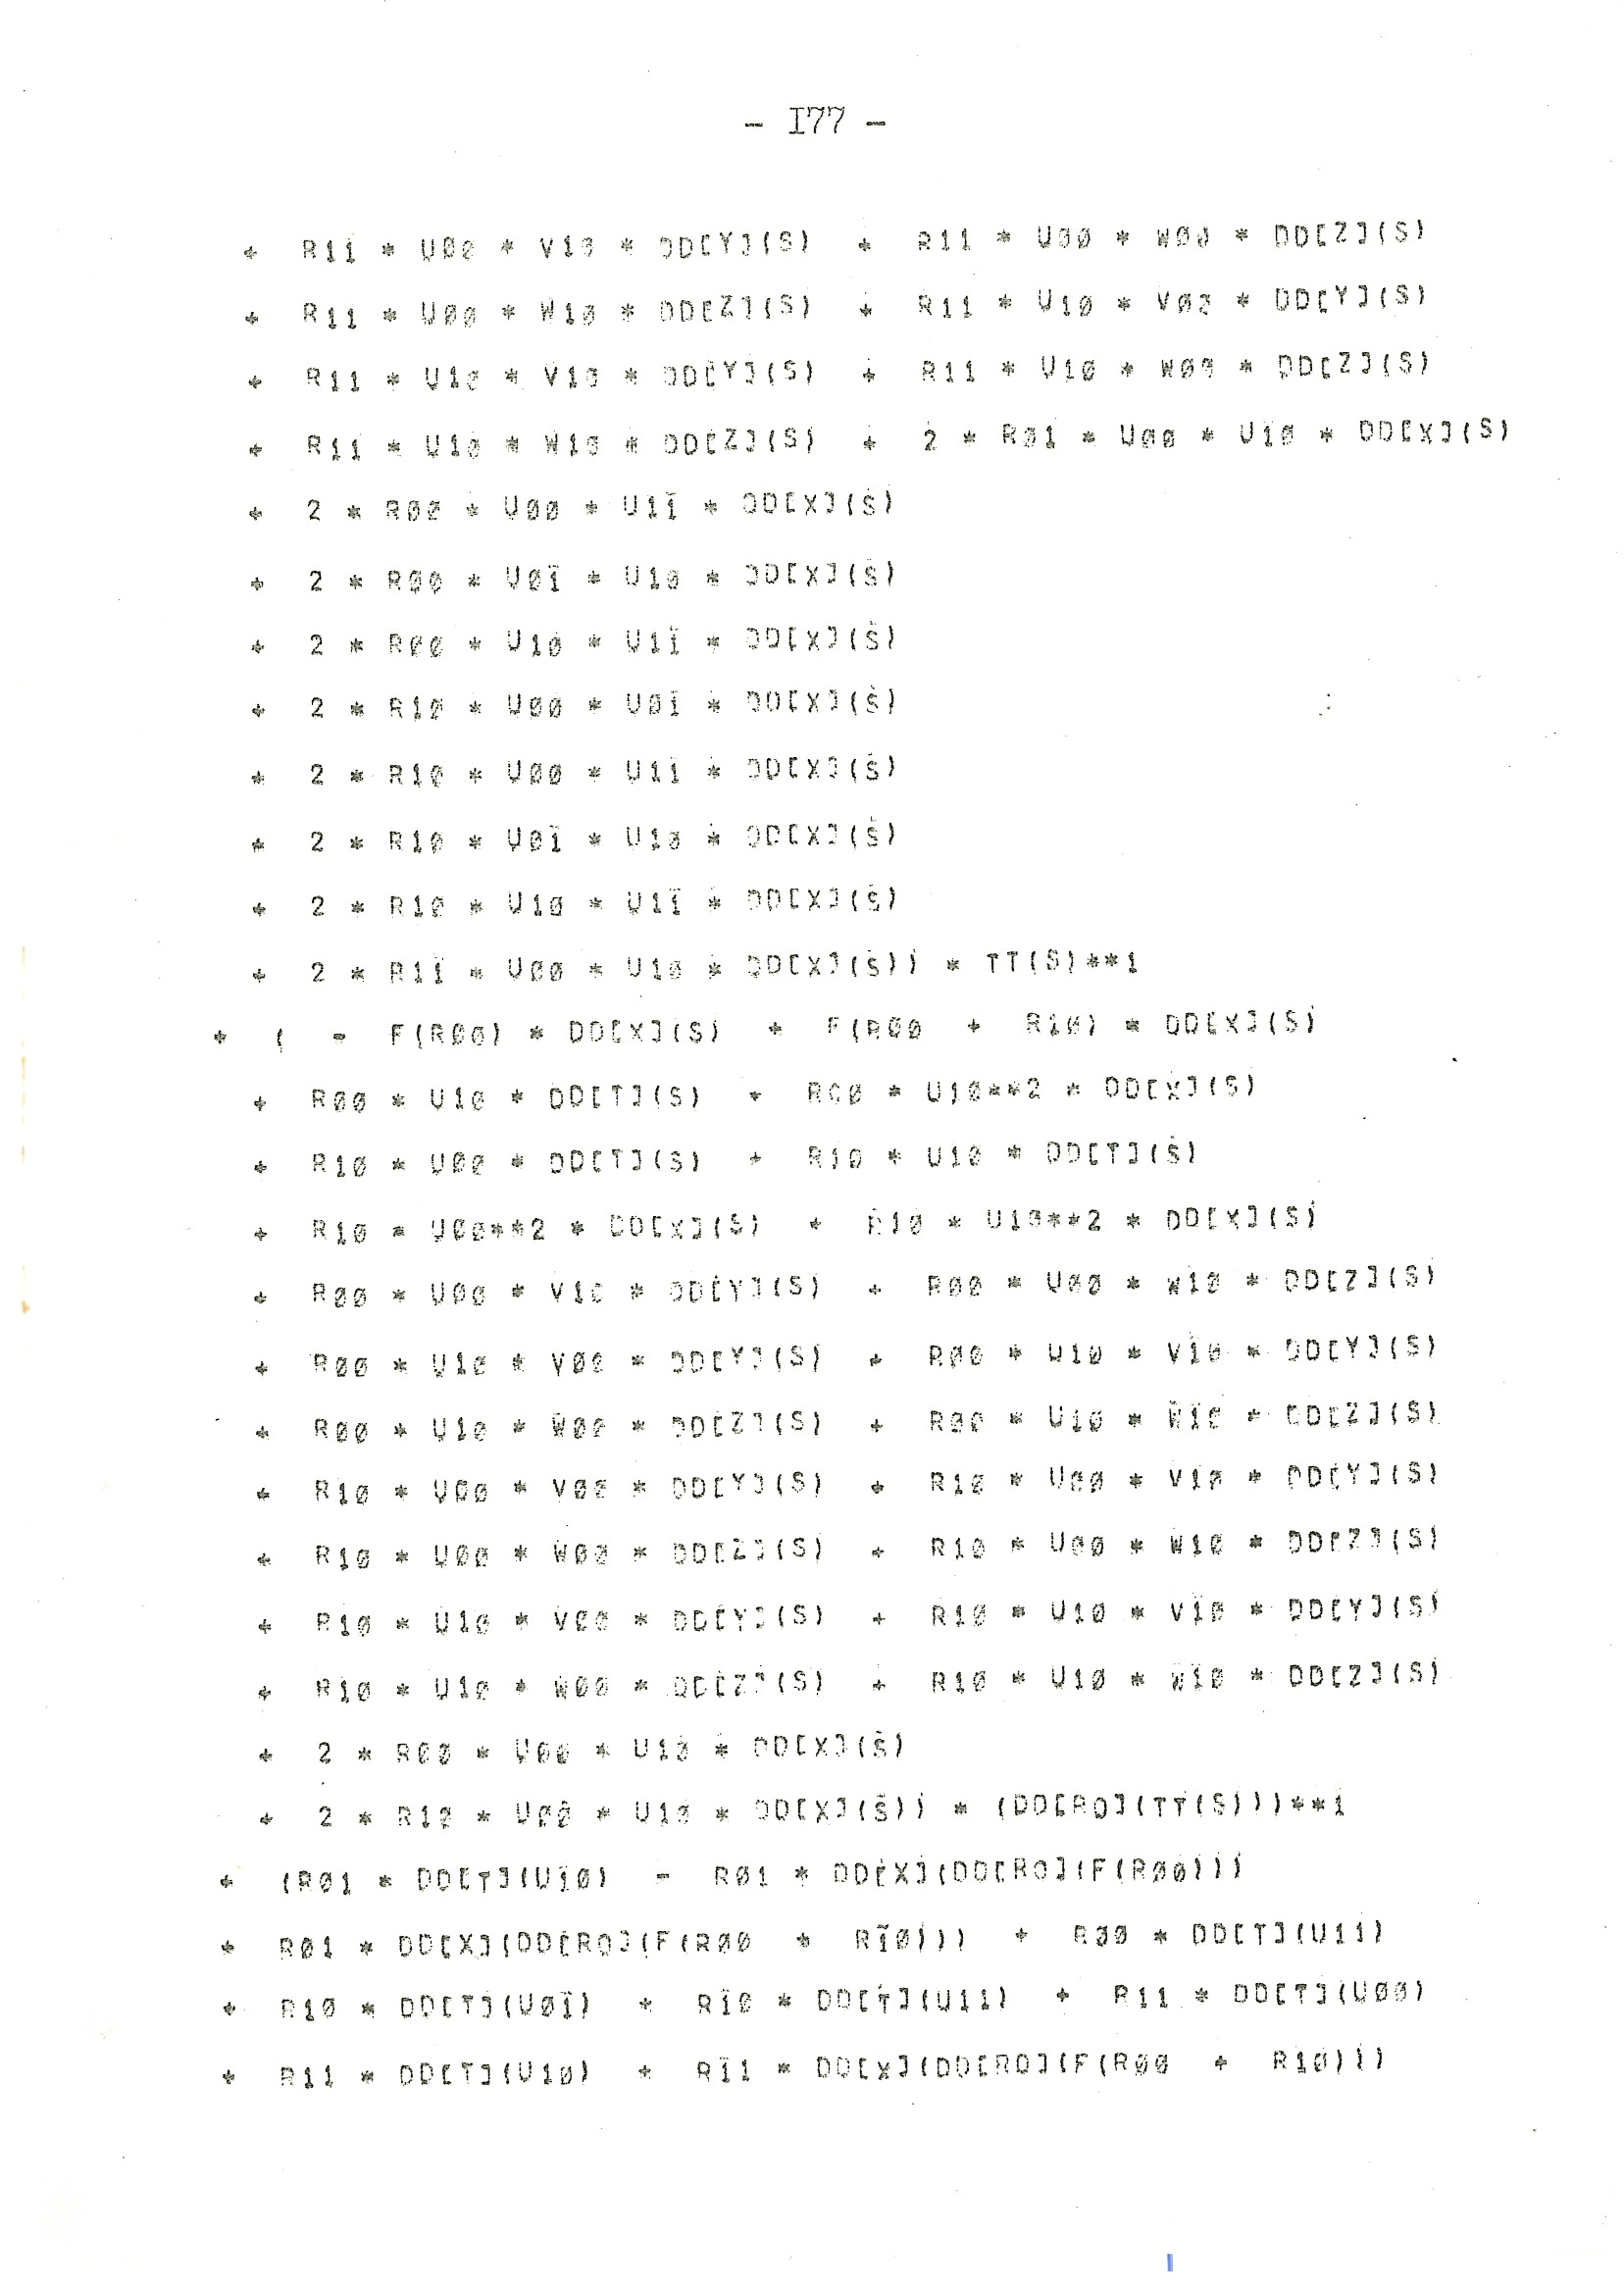 - I77 -
+ R11 * U00 * V10 * DD[Y](S) + R11 * U00 * W00 * DD[Z](S)
+ R11 * U00 * W10 * DD[Z](S) + R11 * U10 * V00 * DD[Y](S)
+ R11 * U10 * V10 * DD[Y](S) + R11 * U10 * W00 * DD[Z](S)
+ R11 * U10 * W10 * DD[Z](S) + 2 * R01 * U00 * U10 * DD[X](S)
+ 2 * R00 * U00 * U11 * DD[X](S)
+ 2 * R00 * U01 * U10 * DD[X](S)
+ 2 * R00 * U10 * U11 * DD[X](S)
+ 2 * R10 * U00 * U01 * DD[X](S)
+ 2 * R10 * U00 * U11 * DD[X](S)
+ 2 * R10 * U01 * U10 * DD[X](S)
+ 2 * R10 * U10 * U11 * DD[X](S)
+ 2 * R11 * U00 * U10 * DD[X](S)) * TT(S)**1
+ ( - F(R00) * DD[X](S) + F(R00 + R10) * DD[X](S)
+ R00 * U10 * DD[T](S) + R00 * U10**2 * DD[X](S)
+ R10 * U00 * DD[T](S) + R10 * U10 * DD[T](S)
+ R10 * U00**2 * DD[X](S) + R10 * U10**2 * DD[X](S)
+ R00 * U00 * V10 * DD[Y](S) + R00 * U00 * W10 * DD[Z](S)
+ R00 * U10 * V00 * DD[Y](S) + R00 * U10 * V10 * DD[Y](S)
+ R00 * U10 * W00 * DD[Z](S) + R00 * U10 * W10 * DD[Z](S)
+ R10 * U00 * V00 * DD[Y](S) + R10 * U00 * V10 * DD[Y](S)
+ R10 * U00 * W00 * DD[Z](S) + R10 * U00 * W10 * DD[Z](S)
+ R10 * U10 * V00 * DD[Y](S) + R10 * U10 * V10 * DD[Y](S)
+ R10 * U10 * W00 * DD[Z](S) + R10 * U10 * W10 * DD[Z](S)
+ 2 * R00 * U00 * U10 * DD[X](S)
+ 2 * R10 * U00 * U10 * DD[X](S)) * (DD[RO](TT(S)))**1
+ (R01 * DD[T](U10) - R01 * DD[X](DD[RO](F(R00)))
+ R01 * DD[X](DD[RO](F(R00 + R10))) + R00 * DD[T](U11)
+ R10 * DD[T](U01) + R10 * DD[T](U11) + R11 * DD[T](U00)
+ R11 * DD[T](U10) + R11 * DD[X](DD[RO](F(R00 + R10)))